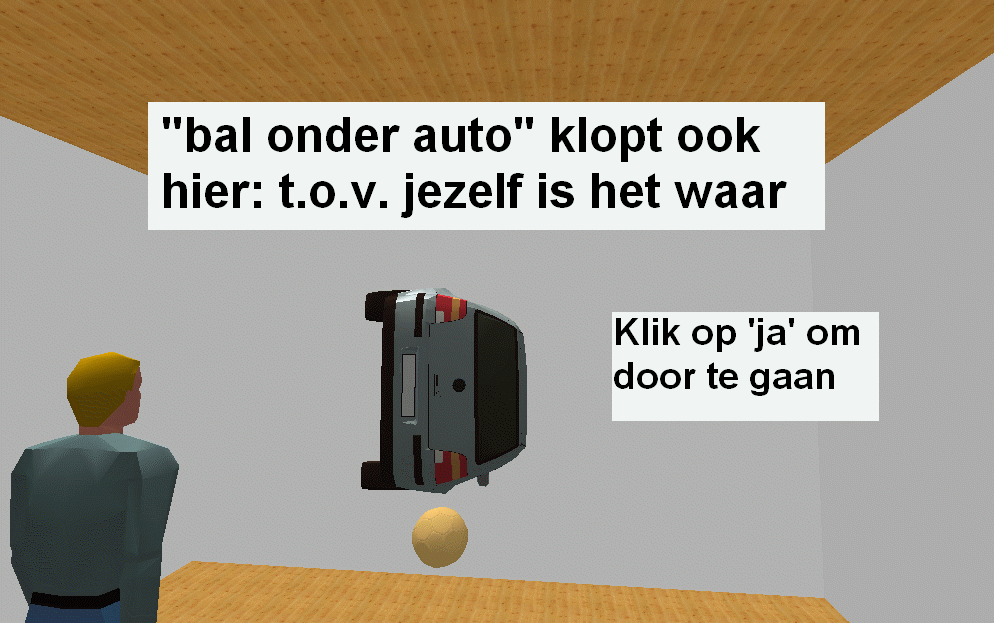 "bal onder auto" klopt ook
hier: t.o.v. jezelf is het waar
Klik op 'ja' om
door te gaan